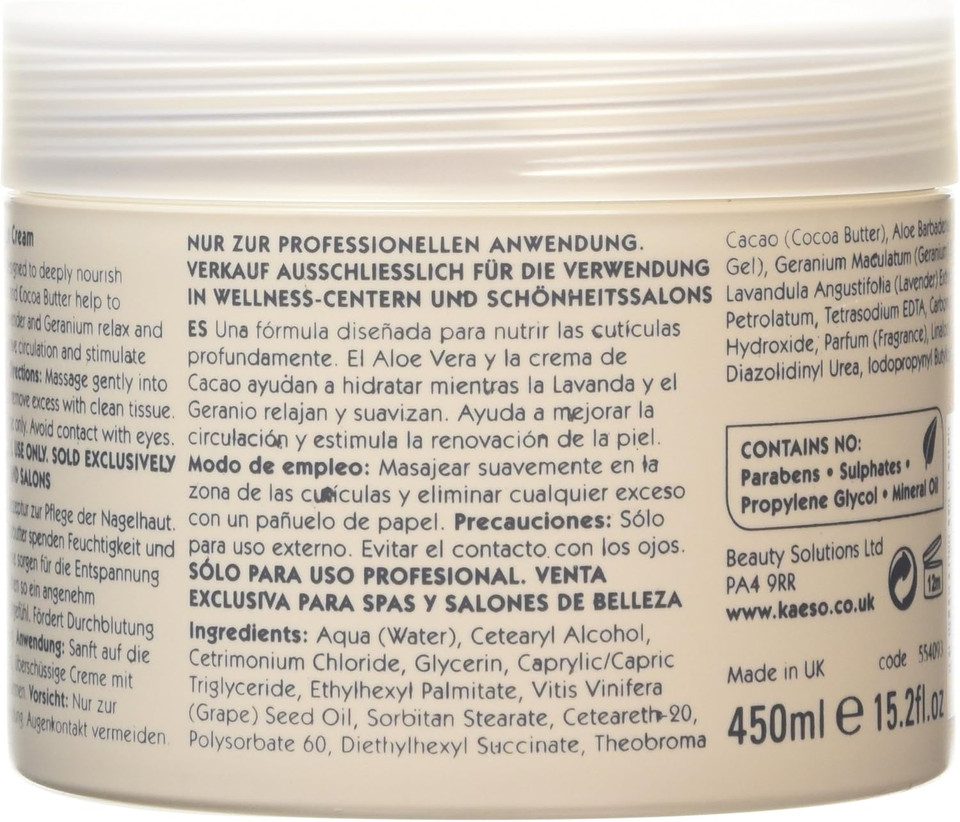 Cream
to deeply nourish
Cocoa Butter help to
and Geranium relax and
circulation and stimulate
Massage gently into
excess with clean tissue.
only. Avoid contact with eyes.
USE ONLY. SOLD EXCLUSIVELY
SALONS
zur Pflege der Nagelhaut.
spenden Feuchtigkeit und
sorgen für die Entspannung
so ein angenehm
Fördert Durchblutung
Anwendung: Sanft auf die
überschüssige Creme mit
Vorsicht: Nur zur
Augenkontakt vermeiden.
NUR ZUR PROFESSIONELLEN ANWENDUNG.
VERKAUF AUSSCHLIESSLICH FÜR DIE VERWENDUNG
IN WELLNESS-CENTERN UND SCHÖNHEITSSALONS
ES Una fórmula diseñada para nutrir las cutículas
profundamente. El Aloe Vera y la crema de
Cacao ayudan a hidratar mientras la Lavanda y el
Geranio relajan y suavizan. Ayuda a mejorar la
circulación y estimula la renovación de la piel.
Modo de empleo: Masajear suavemente en la
zona de las cutículas y eliminar cualquier exceso
con un pañuelo de papel. Precauciones: Sólo
para uso externo. Evitar el contacto con los ojos.
SÓLO PARA USO PROFESIONAL. VENTA
EXCLUSIVA PARA SPAS Y SALONES DE BELLEZA
Ingredients: Aqua (Water), Cetearyl Alcohol,
Cetrimonium Chloride, Glycerin, Caprylic/Capric
Triglyceride, Ethylhexyl Palmitate, Vitis Vinifera
(Grape) Seed Oil, Sorbitan Stearate, Ceteareth-20,
Polysorbate 60, Diethylhexyl Succinate, Theobroma
Cacao (Cocoa Butter), Aloe
Gel), Geranium Maculatum (Geranium
Lavandula Angustifolia (Lavender)
Petrolatum, Tetrasodium EDTA,
Hydroxide, Parfum (Fragrance),
Diazolidinyl Urea, Iodopropynyl
CONTAINS NO:
Parabens • Sulphates •
Propylene Glycol • Mineral Oil
Beauty Solutions Ltd
PA4 9RR
www.kaeso.co.uk
12m
Made in UK
code
450ml e 15.2fl.oz